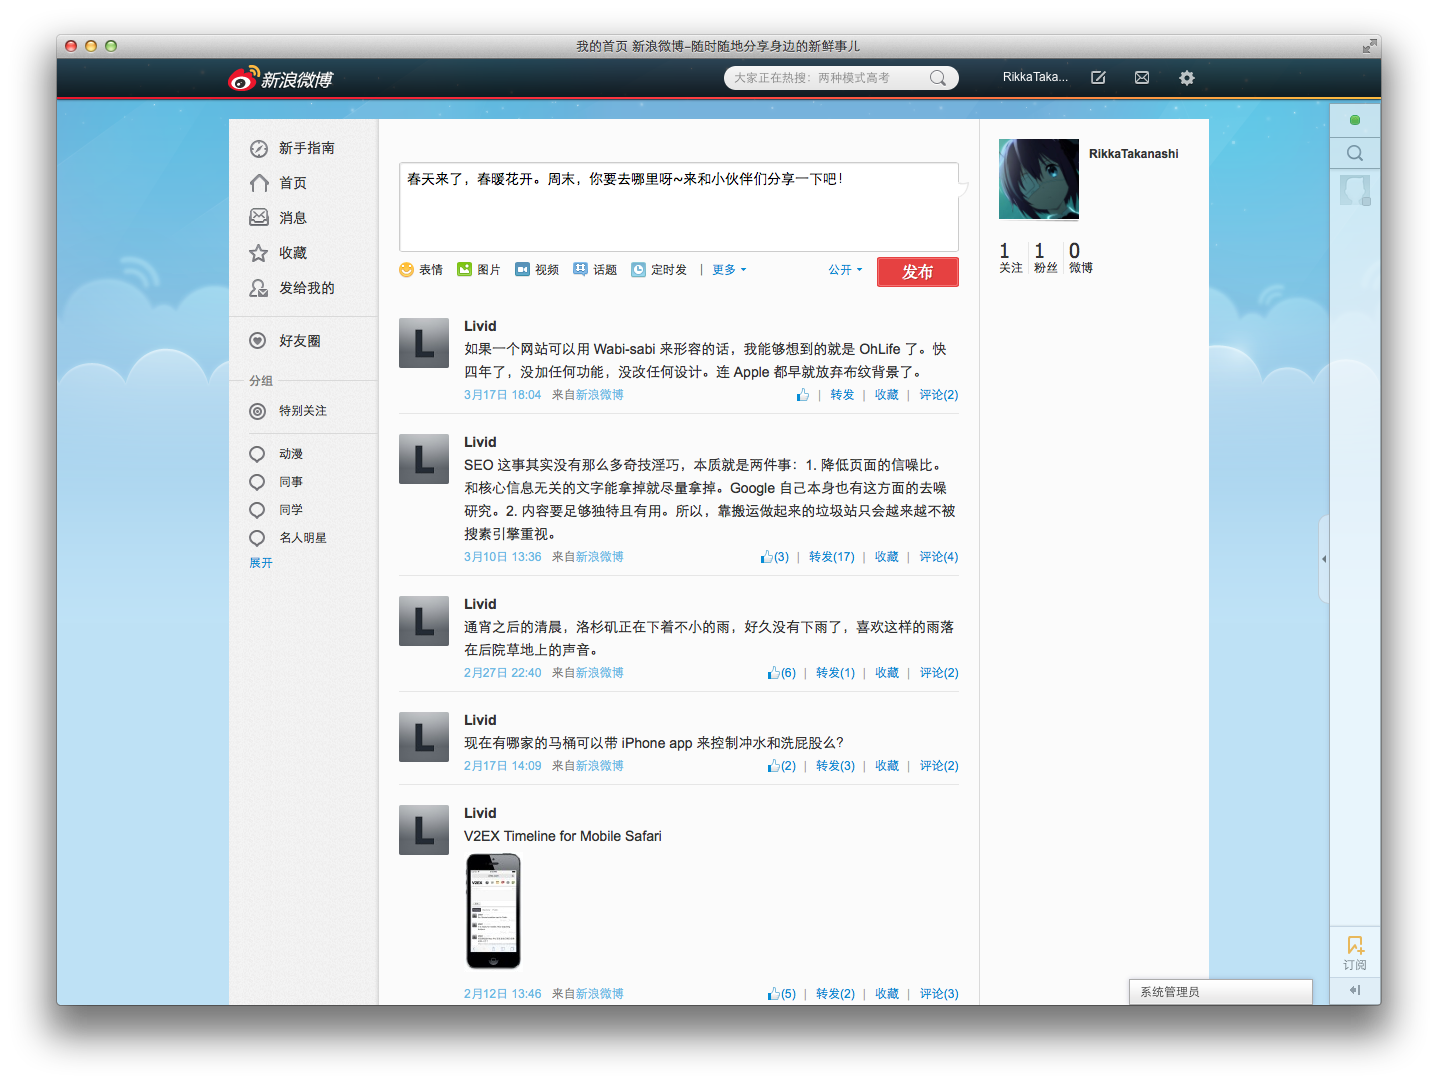 我的首页 新浪微博-随时随地分享身边的新鲜事儿
新浪微博
大家正在热搜：两种模式高考
RikkaTaka...
新手指南
首页
消息
收藏
发给我的
好友圈
分组
特别关注
动漫
同事
同学
名人明星
展开
春天来了，春暖花开。周末，你要去哪里呀~来和小伙伴们分享一下吧！
表情 图片 视频 话题 定时发 | 更多 公开 发布
Livid
如果一个网站可以用 Wabi-sabi 来形容的话，我能够想到的就是 OhLife 了。快
四年了，没加任何功能，没改任何设计。连 Apple 都早就放弃布纹背景了。
3月17日 18:04 来自新浪微博 | 转发 | 收藏 | 评论(2)
Livid
SEO 这事其实没有那么多奇技淫巧，本质就是两件事：1. 降低页面的信噪比。
和核心信息无关的文字能拿掉就尽量拿掉。Google 自己本身也有这方面的去噪
研究。2. 内容要足够独特且有用。所以，靠搬运做起来的垃圾站只会越来越不被
搜素引擎重视。
3月10日 13:36 来自新浪微博 (3) | 转发(17) | 收藏 | 评论(4)
Livid
通宵之后的清晨，洛杉矶正在下着不小的雨，好久没有下雨了，喜欢这样的雨落
在后院草地上的声音。
2月27日 22:40 来自新浪微博 (6) | 转发(1) | 收藏 | 评论(2)
Livid
现在有哪家的马桶可以带 iPhone app 来控制冲水和洗屁股么？
2月17日 14:09 来自新浪微博 (2) | 转发(3) | 收藏 | 评论(2)
Livid
V2EX Timeline for Mobile Safari
V2EX
2月12日 13:46 来自新浪微博 (5) | 转发(2) | 收藏 | 评论(3)
L
L
L
L
L
RikkaTakanashi
1 1 0
关注 粉丝 微博
订阅
系统管理员